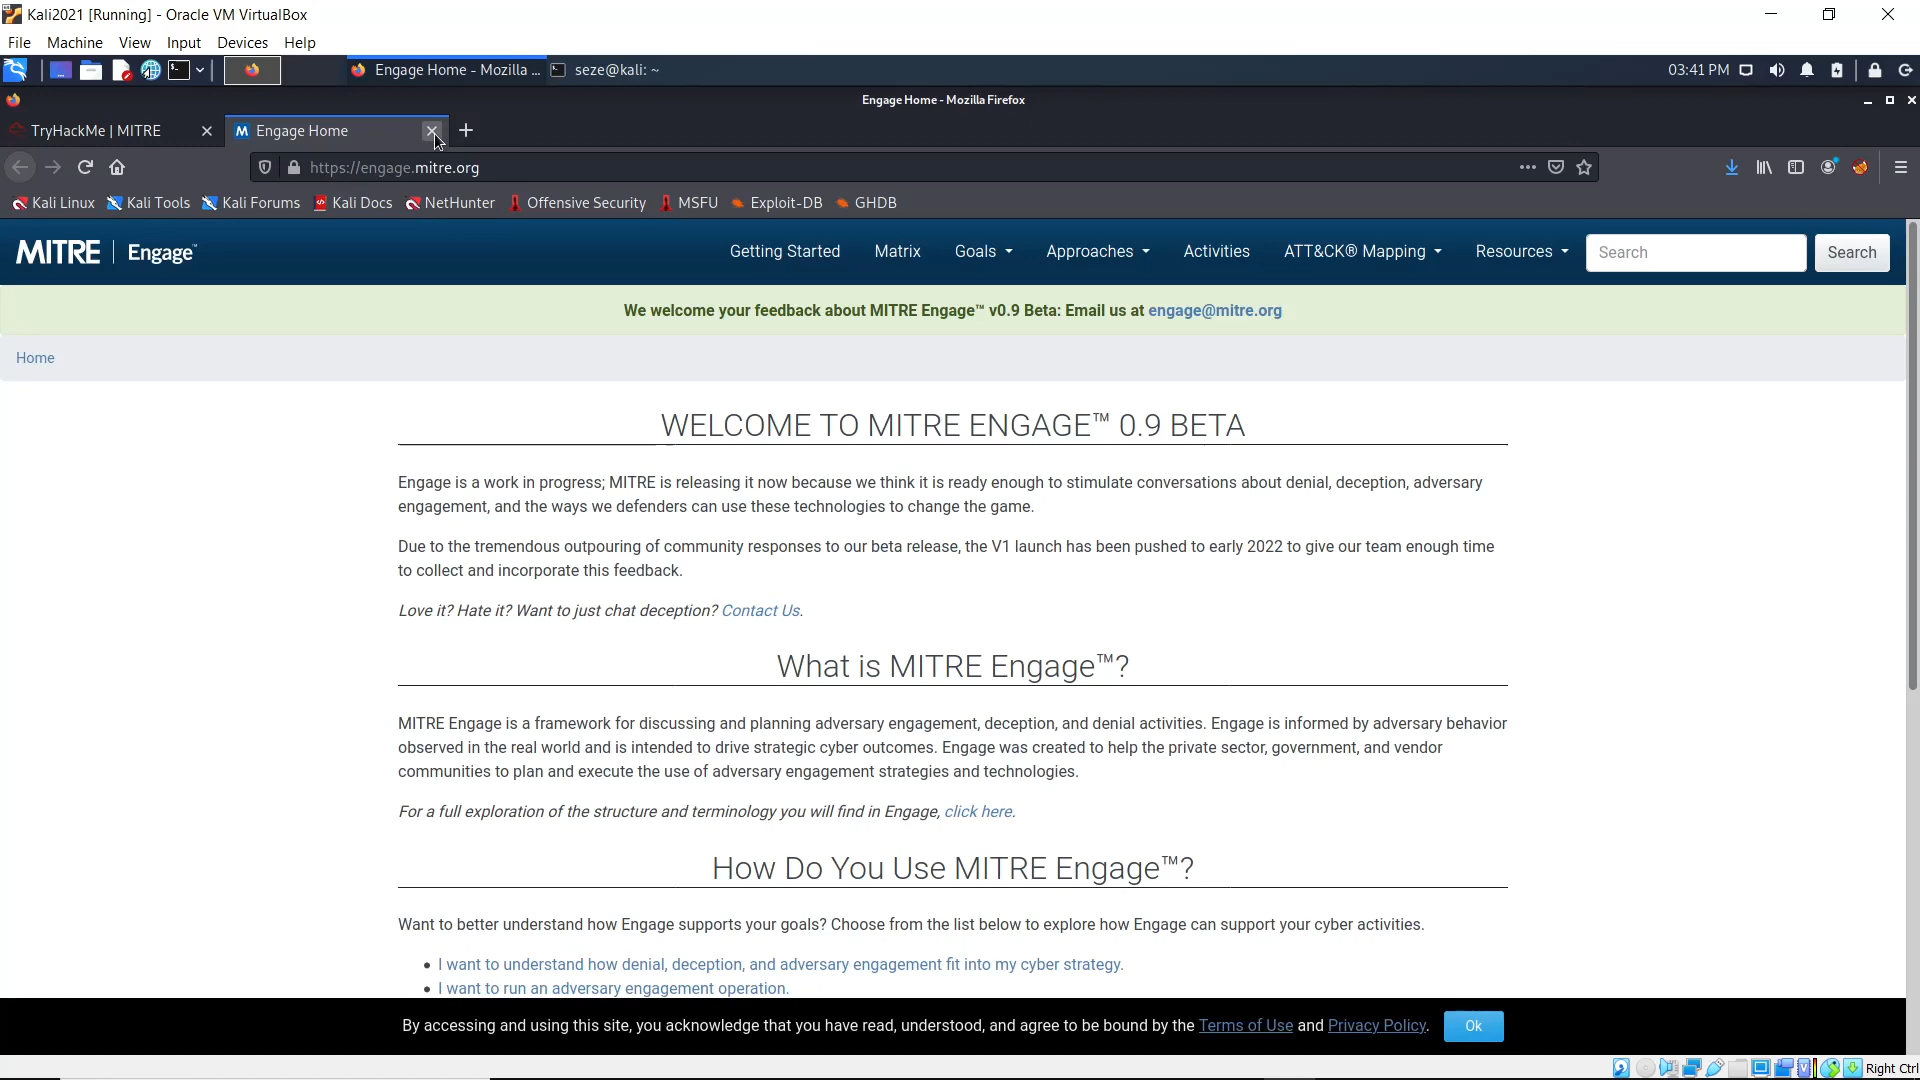 Kali2021 [Running] - Oracle VM VirtualBox
File Machine View Input Devices Help
Engage Home - Mozilla ... seze@kali: ~ 03:41 PM
Engage Home - Mozilla Firefox
TryHackMe | MITRE Engage Home
https://engage.mitre.org
Kali Linux Kali Tools Kali Forums Kali Docs NetHunter Offensive Security MSFU Exploit-DB GHDB
MITRE | Engage™ Getting Started Matrix Goals Approaches Activities ATT&CK® Mapping Resources Search Search
We welcome your feedback about MITRE Engage™ v0.9 Beta: Email us at engage@mitre.org
Home
WELCOME TO MITRE ENGAGE™ 0.9 BETA
Engage is a work in progress; MITRE is releasing it now because we think it is ready enough to stimulate conversations about denial, deception, adversary
engagement, and the ways we defenders can use these technologies to change the game.
Due to the tremendous outpouring of community responses to our beta release, the V1 launch has been pushed to early 2022 to give our team enough time
to collect and incorporate this feedback.
Love it? Hate it? Want to just chat deception? Contact Us.
What is MITRE Engage™?
MITRE Engage is a framework for discussing and planning adversary engagement, deception, and denial activities. Engage is informed by adversary behavior
observed in the real world and is intended to drive strategic cyber outcomes. Engage was created to help the private sector, government, and vendor
communities to plan and execute the use of adversary engagement strategies and technologies.
For a full exploration of the structure and terminology you will find in Engage, click here.
How Do You Use MITRE Engage™?
Want to better understand how Engage supports your goals? Choose from the list below to explore how Engage can support your cyber activities.
• I want to understand how denial, deception, and adversary engagement fit into my cyber strategy.
• I want to run an adversary engagement operation.
By accessing and using this site, you acknowledge that you have read, understood, and agree to be bound by the Terms of Use and Privacy Policy. Ok
Right Ctrl